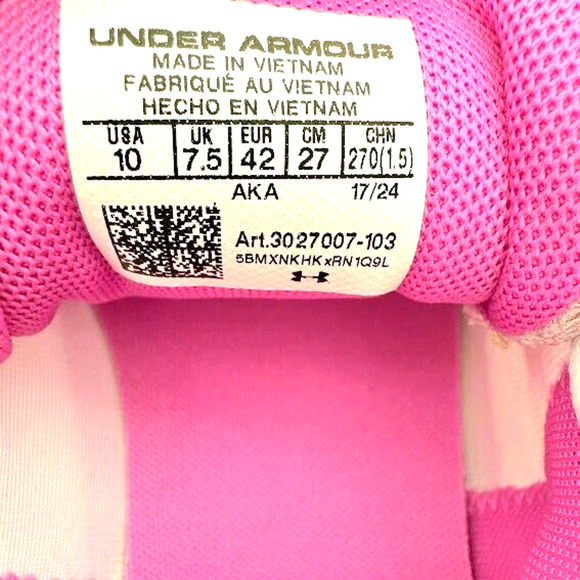 UNDER ARMOUR
MADE IN VIETNAM
FABRIQUÉ AU VIETNAM
HECHO EN VIETNAM
USA UK EUR CM CHN
10 7.5 42 27 270(1.5)
AKA 17/24
Art.3027007-103
5BMXNKHKxRN1Q9L